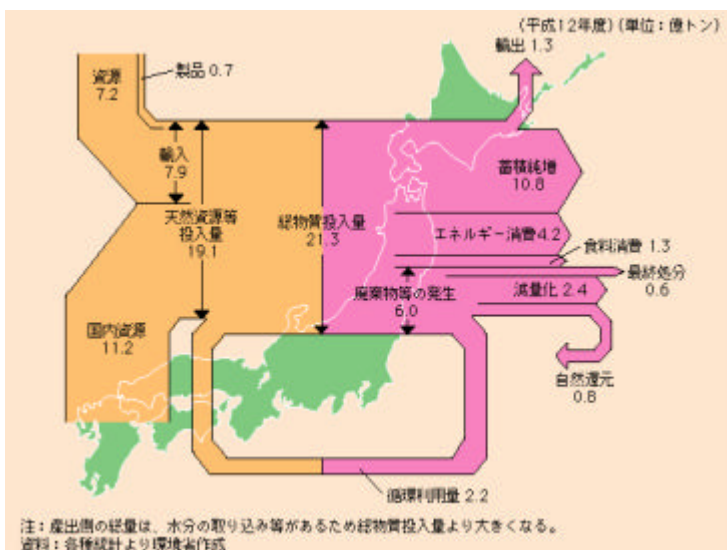 (平成12年度)(単位：億トン)
輸出 1.3
資源
7.2
製品 0.7
輸入
7.9
天然資源等
投入量
19.1
総物質投入量
21.3
蓄積純増
10.8
エネルギー消費4.2
食料消費 1.3
最終処分
0.6
廃棄物等の発生
6.0
減量化 2.4
国内資源
11.2
自然還元
0.8
循環利用量 2.2
注：産出側の総量は、水分の取り込み等があるため総物質投入量より大きくなる。
資料：各種統計より環境省作成